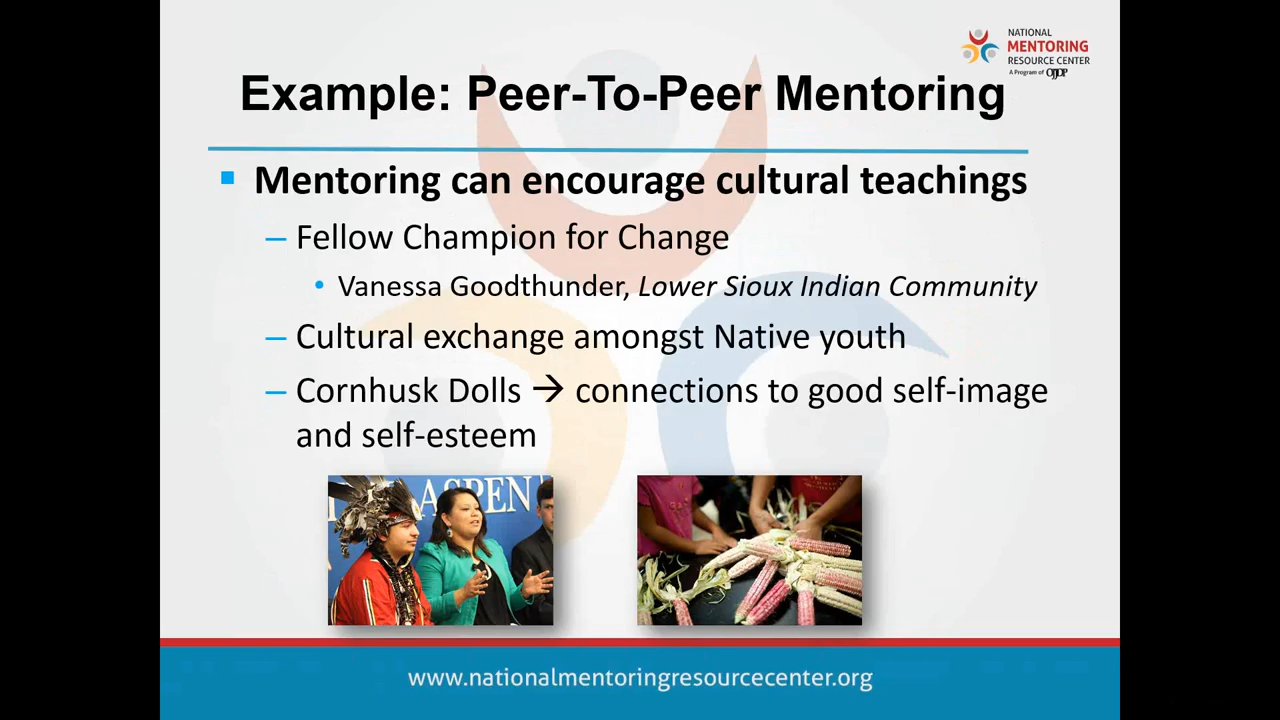 NATIONAL
MENTORING
RESOURCE CENTER
A Program of OJJDP
Example: Peer-To-Peer Mentoring
Mentoring can encourage cultural teachings
– Fellow Champion for Change
• Vanessa Goodthunder, Lower Sioux Indian Community
– Cultural exchange amongst Native youth
– Cornhusk Dolls → connections to good self-image
and self-esteem
ASPEN
www.nationalmentoringresourcecenter.org